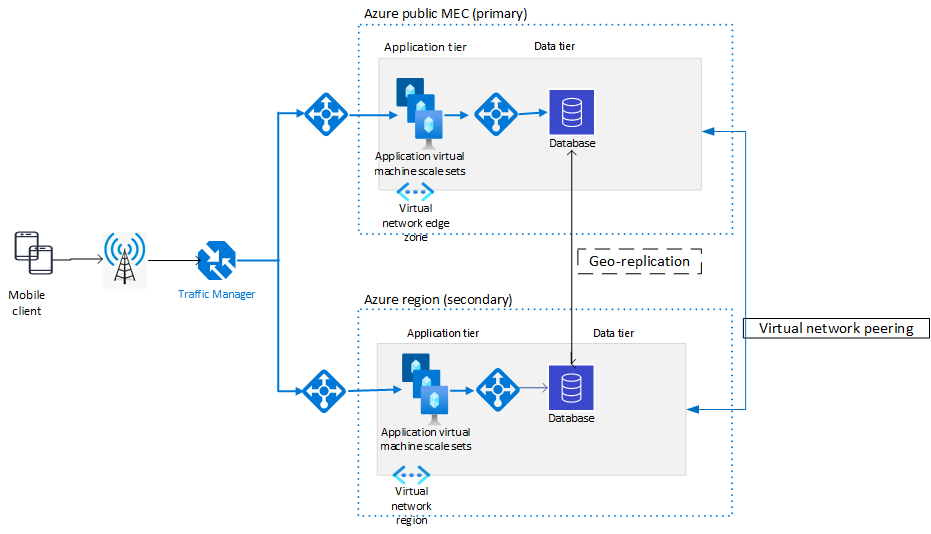 Azure public MEC (primary)
Application tier
Data tier
Application virtual
machine scale sets
Database
Virtual
network edge
zone
Mobile
client
Traffic Manager
Geo-replication
Azure region (secondary)
Virtual network peering
Application tier
Data tier
Application virtual
machine scale sets
Database
Virtual
network
region